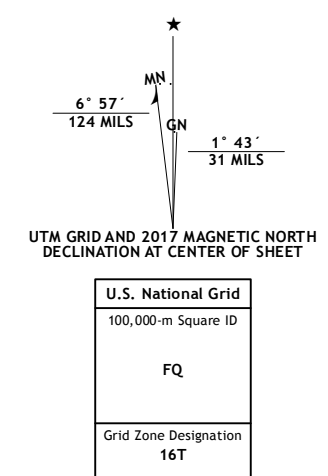 MN
6° 57´
124 MILS
GN
1° 43´
31 MILS
UTM GRID AND 2017 MAGNETIC NORTH
DECLINATION AT CENTER OF SHEET
U.S. National Grid
100,000-m Square ID
FQ
Grid Zone Designation
16T